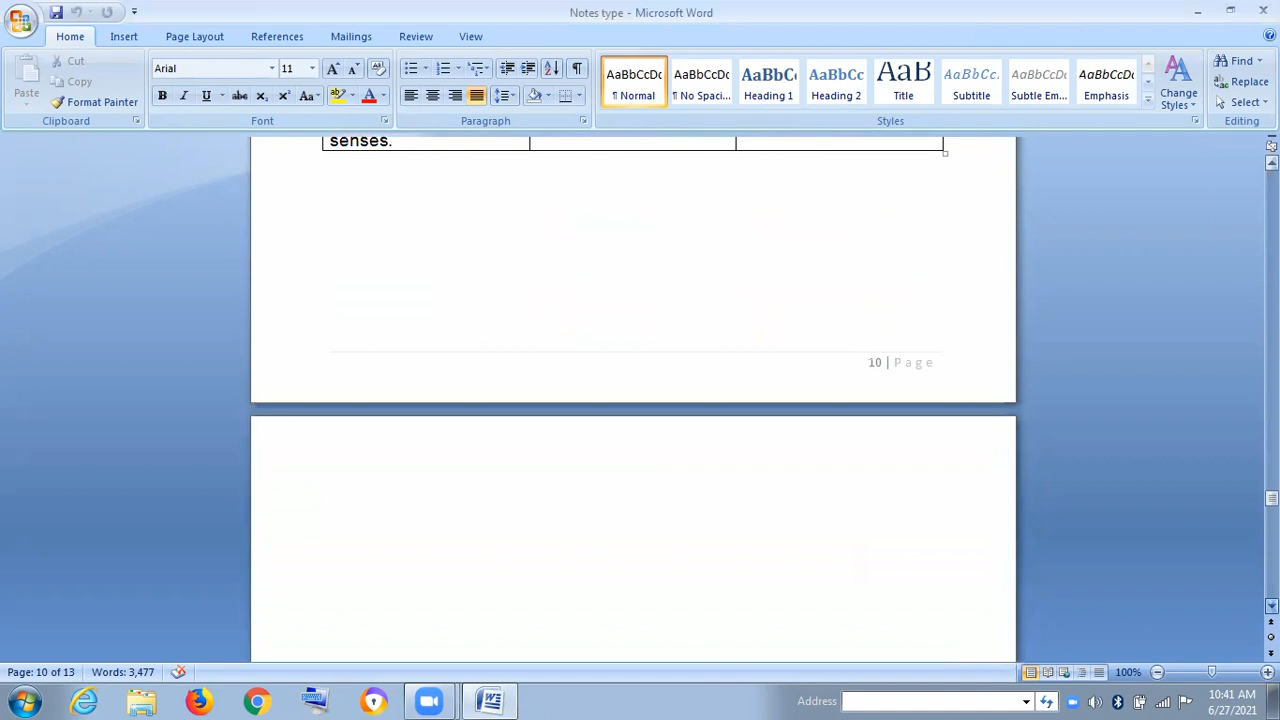 Notes type - Microsoft Word
Home Insert Page Layout References Mailings Review View
Paste
Cut
Copy
Format Painter
Clipboard
Arial 11
Font
Paragraph
AaBbCcDc AaBbCcDc AaBbC AaBbCc AaB AaBbCc. AaBbCcDc AaBbCcDc
¶ Normal ¶ No Spaci... Heading 1 Heading 2 Title Subtitle Subtle Em... Emphasis
Change
Styles
Styles
Find
Replace
Select
Editing
senses.
10 | Page
Page: 10 of 13 Words: 3,477 100%
Address
10:41 AM
6/27/2021